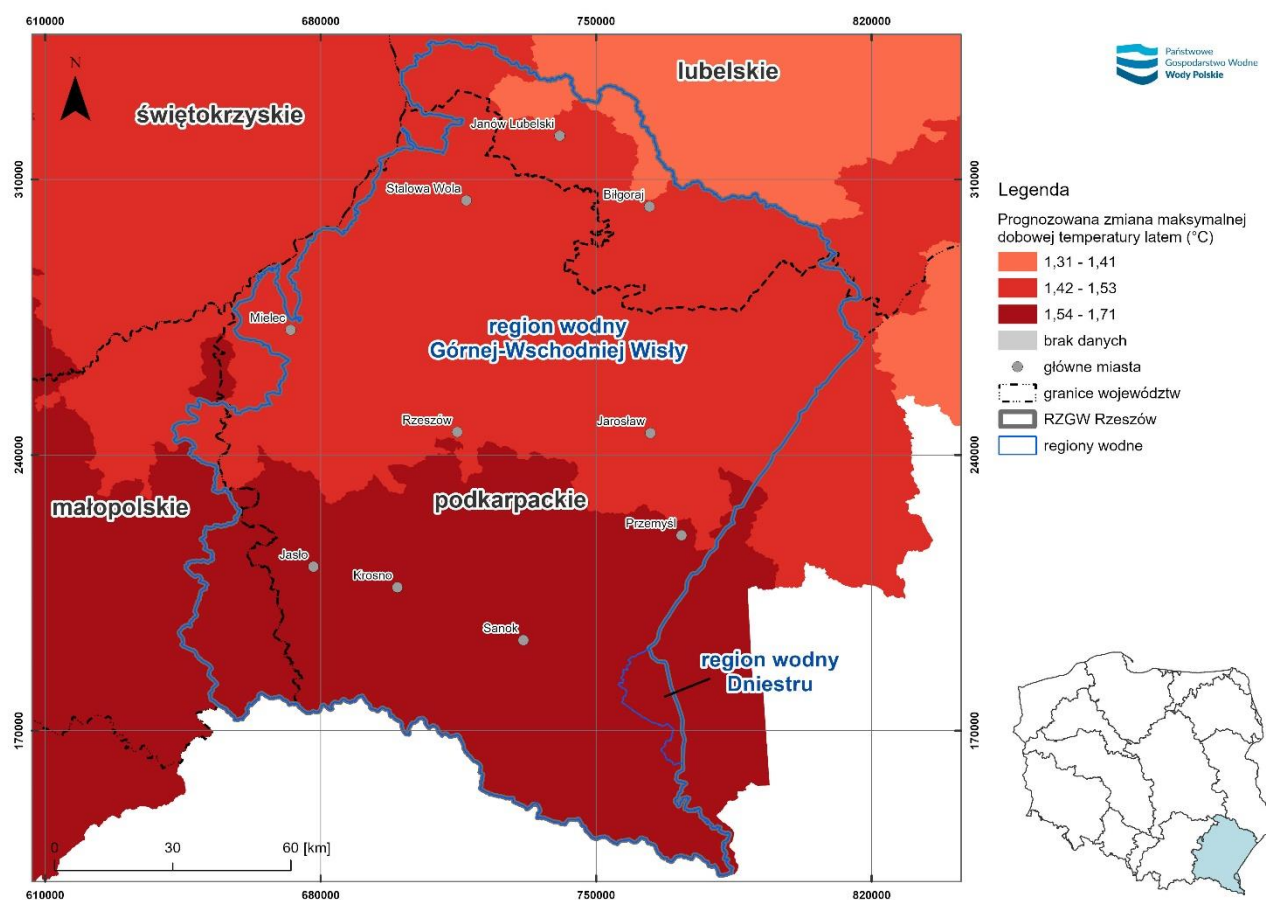 610000
680000
750000
820000
N
świętokrzyskie
lubelskie
Państwowe
Gospodarstwo Wodne
Wody Polskie
Janów Lubelski
310000
310000
Stalowa Wola
Biłgoraj
Legenda
Prognozowana zmiana maksymalnej
dobowej temperatury latem (°C)
1,31 - 1,41
1,42 - 1,53
1,54 - 1,71
brak danych
główne miasta
granice województw
RZGW Rzeszów
regiony wodne
Mielec
region wodny
Górnej-Wschodniej Wisły
Rzeszów
Jarosław
240000
240000
małopolskie
podkarpackie
Przemyśl
Jasło
Krosno
Sanok
region wodny
Dniestru
170000
170000
0
30
60 [km]
610000
680000
750000
820000